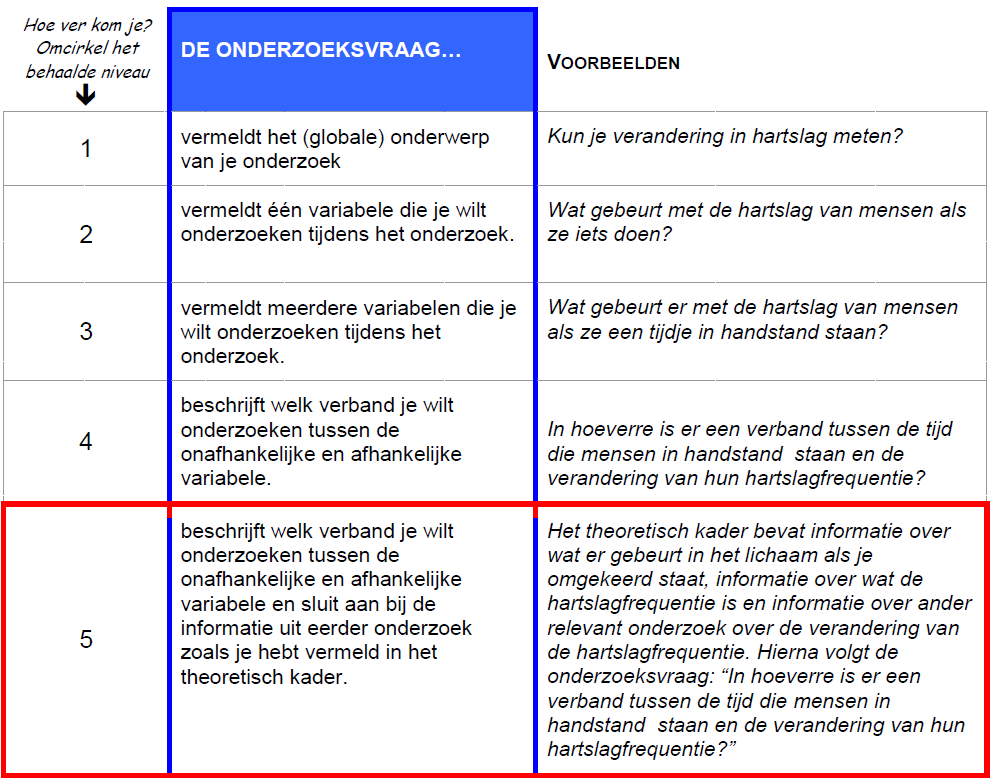 Hoe ver kom je?
Omcirkel het
behaalde niveau
DE ONDERZOEKSVRAAG…
VOORBEELDEN
1
vermeldt het (globale) onderwerp
van je onderzoek
Kun je verandering in hartslag meten?
2
vermeldt één variabele die je wilt
onderzoeken tijdens het onderzoek.
Wat gebeurt met de hartslag van mensen als
ze iets doen?
3
vermeldt meerdere variabelen die je
wilt onderzoeken tijdens het
onderzoek.
Wat gebeurt er met de hartslag van mensen
als ze een tijdje in handstand staan?
4
beschrijft welk verband je wilt
onderzoeken tussen de
onafhankelijke en afhankelijke
variabele.
In hoeverre is er een verband tussen de tijd
die mensen in handstand staan en de
verandering van hun hartslagfrequentie?
5
beschrijft welk verband je wilt
onderzoeken tussen de
onafhankelijke en afhankelijke
variabele en sluit aan bij de
informatie uit eerder onderzoek
zoals je hebt vermeld in het
theoretisch kader.
Het theoretisch kader bevat informatie over
wat er gebeurt in het lichaam als je
omgekeerd staat, informatie over wat de
hartslagfrequentie is en informatie over ander
relevant onderzoek over de verandering van
de hartslagfrequentie. Hierna volgt de
onderzoeksvraag: “In hoeverre is er een
verband tussen de tijd die mensen in
handstand staan en de verandering van hun
hartslagfrequentie?”